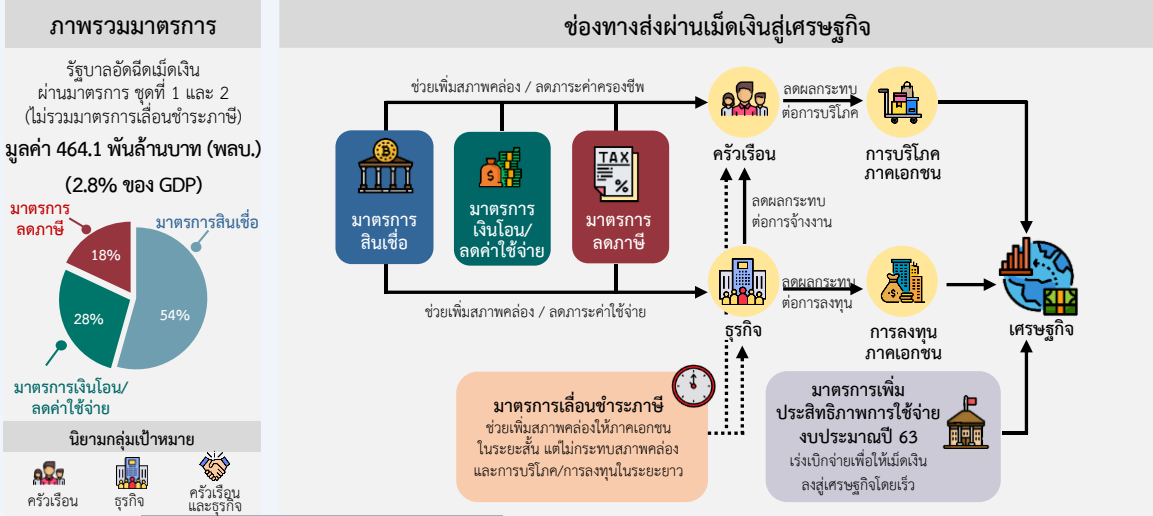 ภาพรวมมาตรการ
รัฐบาลอัดฉีดเม็ดเงิน
ผ่านมาตรการ ชุดที่ 1 และ 2
(ไม่รวมมาตรการเลื่อนชำระภาษี)
มูลค่า 464.1 พันล้านบาท (พลบ.)
(2.8% ของ GDP)
มาตรการ
ลดภาษี
มาตรการสินเชื่อ
18%
28%
54%
มาตรการเงินโอน/
ลดค่าใช้จ่าย
นิยามกลุ่มเป้าหมาย
ครัวเรือน
ธุรกิจ
ครัวเรือน
และธุรกิจ
ช่องทางส่งผ่านเม็ดเงินสู่เศรษฐกิจ
ช่วยเพิ่มสภาพคล่อง / ลดภาระค่าครองชีพ
มาตรการ
สินเชื่อ
มาตรการ
เงินโอน/
ลดค่าใช้จ่าย
TAX
%
มาตรการ
ลดภาษี
ช่วยเพิ่มสภาพคล่อง / ลดภาระค่าใช้จ่าย
ครัวเรือน
ลดผลกระทบ
ต่อการบริโภค
การบริโภค
ภาคเอกชน
ลดผลกระทบ
ต่อการจ้างงาน
ธุรกิจ
ลดผลกระทบ
ต่อการลงทุน
การลงทุน
ภาคเอกชน
เศรษฐกิจ
มาตรการเลื่อนชำระภาษี
ช่วยเพิ่มสภาพคล่องให้ภาคเอกชน
ในระยะสั้น แต่ไม่กระทบสภาพคล่อง
และการบริโภค/การลงทุนในระยะยาว
มาตรการเพิ่ม
ประสิทธิภาพการใช้จ่าย
งบประมาณปี 63
เร่งเบิกจ่ายเพื่อให้เม็ดเงิน
ลงสู่เศรษฐกิจโดยเร็ว